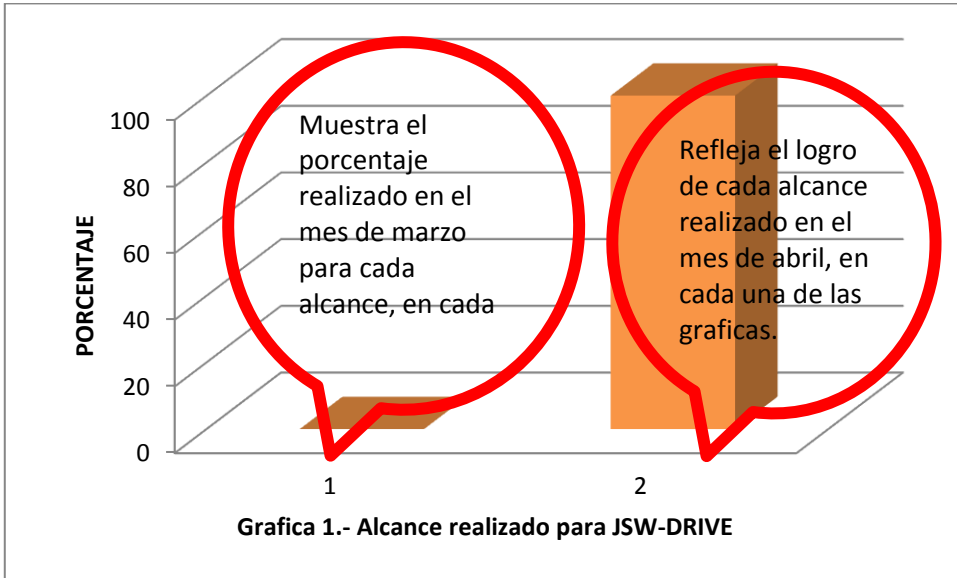 Muestra el
porcentaje
realizado en el
mes de marzo
para cada
alcance, en cada
Refleja el logro
de cada alcance
realizado en el
mes de abril, en
cada una de las
graficas.
PORCENTAJE
100
80
60
40
20
0
1
2
Grafica 1.- Alcance realizado para JSW-DRIVE